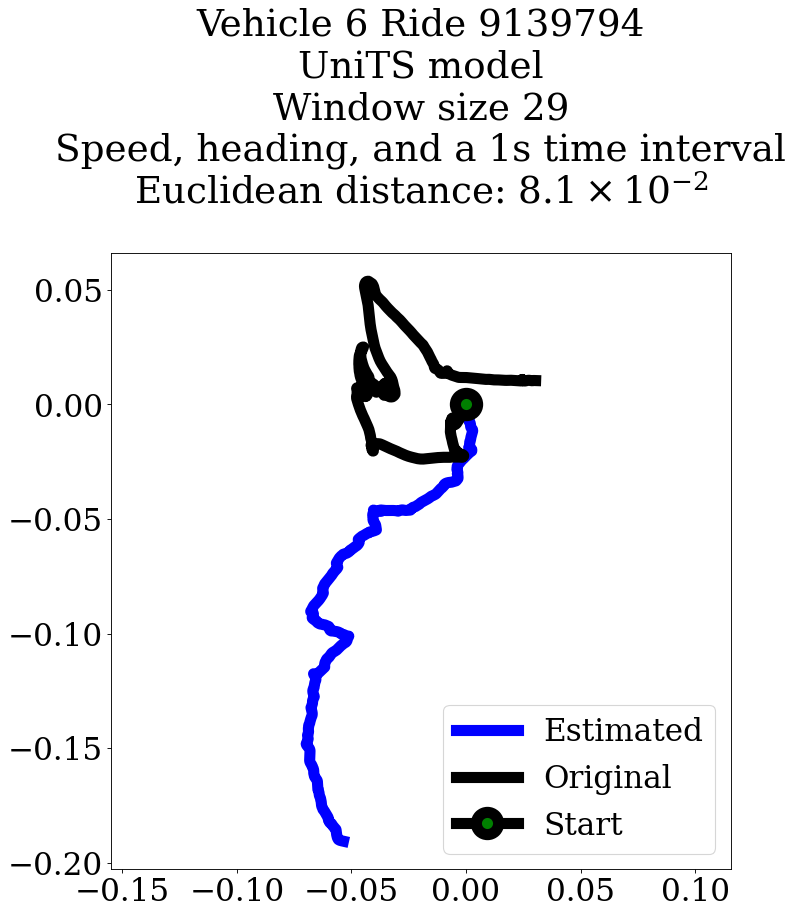 Vehicle 6 Ride 9139794
UniTS model
Window size 29
Speed, heading, and a 1s time interval
Euclidean distance: 8.1 × 10⁻²
0.05
0.00
−0.05
−0.10
−0.15
−0.20
Estimated
Original
Start
−0.15 −0.10 −0.05 0.00 0.05 0.10